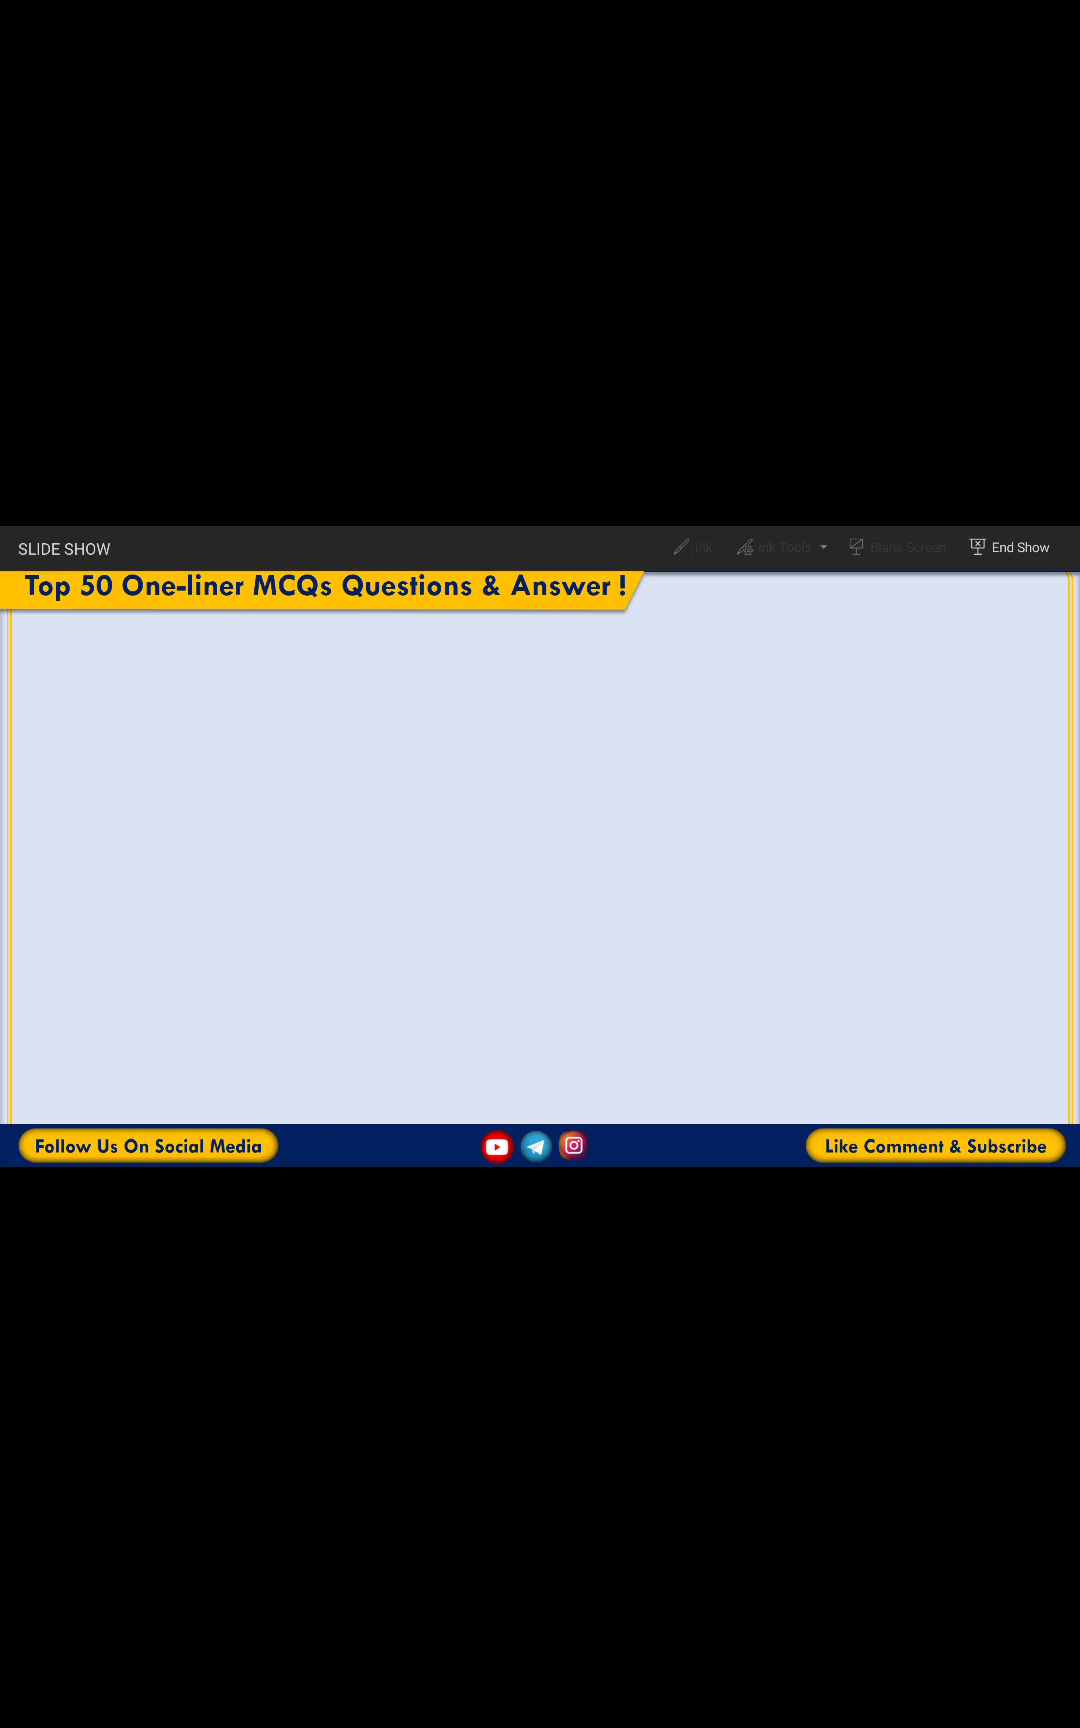 SLIDE SHOW
Ink
Ink Tools
Blank Screen
End Show
Top 50 One-liner MCQs Questions & Answer !
Follow Us On Social Media
Like Comment & Subscribe